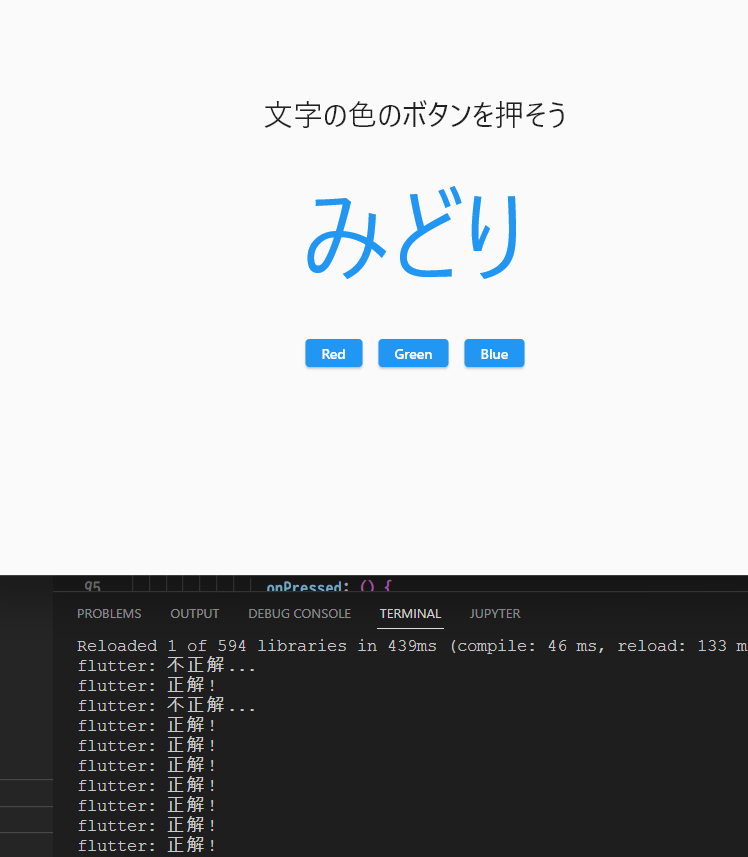 文字の色のボタンを押そう
みどり
Red Green Blue
95 onPressed: () {
PROBLEMS OUTPUT DEBUG CONSOLE TERMINAL JUPYTER
Reloaded 1 of 594 libraries in 439ms (compile: 46 ms, reload: 133 m
flutter: 不正解...
flutter: 正解!
flutter: 不正解...
flutter: 正解!
flutter: 正解!
flutter: 正解!
flutter: 正解!
flutter: 正解!
flutter: 正解!
flutter: 正解!